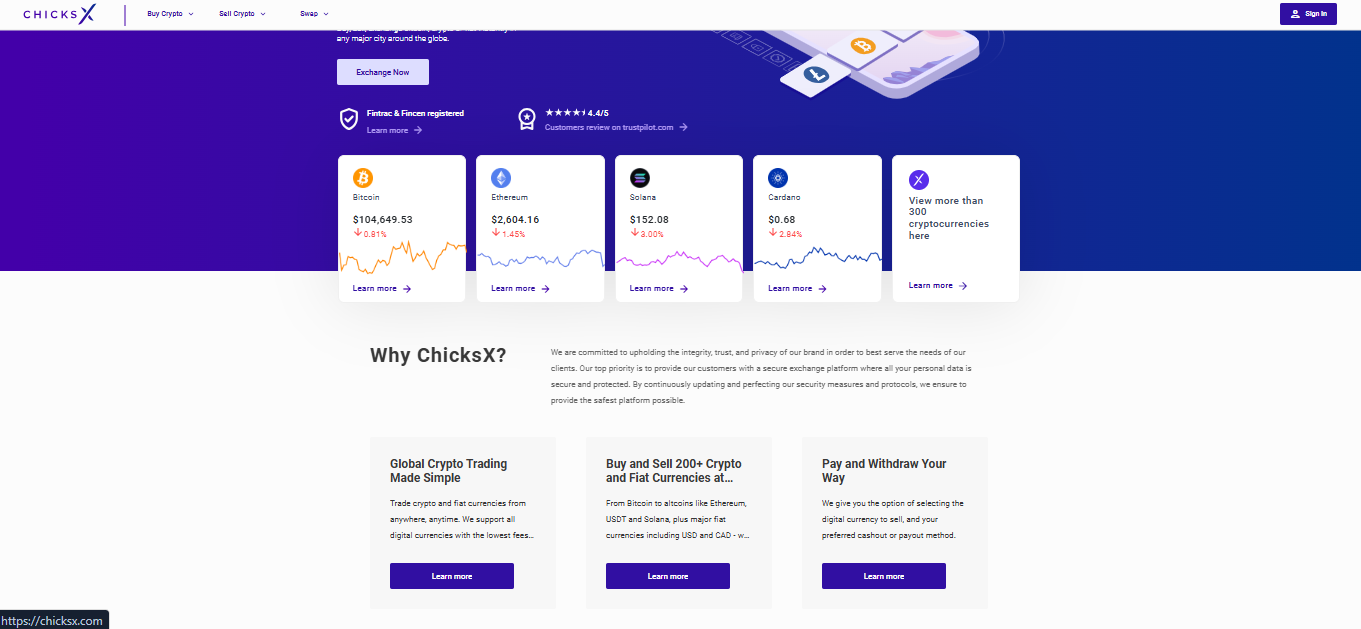 CHICKSX
Buy Crypto
Sell Crypto
Swap
Sign In
any major city around the globe.
Exchange Now
Fintrac & Fincen registered
Learn more
4.4/5
Customers review on trustpilot.com
Bitcoin
$104,649.53
0.81%
Learn more
Ethereum
$2,604.16
1.45%
Learn more
Solana
$152.08
3.00%
Learn more
Cardano
$0.68
2.84%
Learn more
View more than
300
cryptocurrencies
here
Learn more
Why ChicksX?
We are committed to upholding the integrity, trust, and privacy of our brand in order to best serve the needs of our
clients. Our top priority is to provide our customers with a secure exchange platform where all your personal data is
secure and protected. By continuously updating and perfecting our security measures and protocols, we ensure to
provide the safest platform possible.
Global Crypto Trading
Made Simple
Trade crypto and fiat currencies from
anywhere, anytime. We support all
digital currencies with the lowest fees...
Learn more
Buy and Sell 200+ Crypto
and Fiat Currencies at...
From Bitcoin to altcoins like Ethereum,
USDT and Solana, plus major fiat
currencies including USD and CAD - w...
Learn more
Pay and Withdraw Your
Way
We give you the option of selecting the
digital currency to sell, and your
preferred cashout or payout method.
Learn more
https://chicksx.com